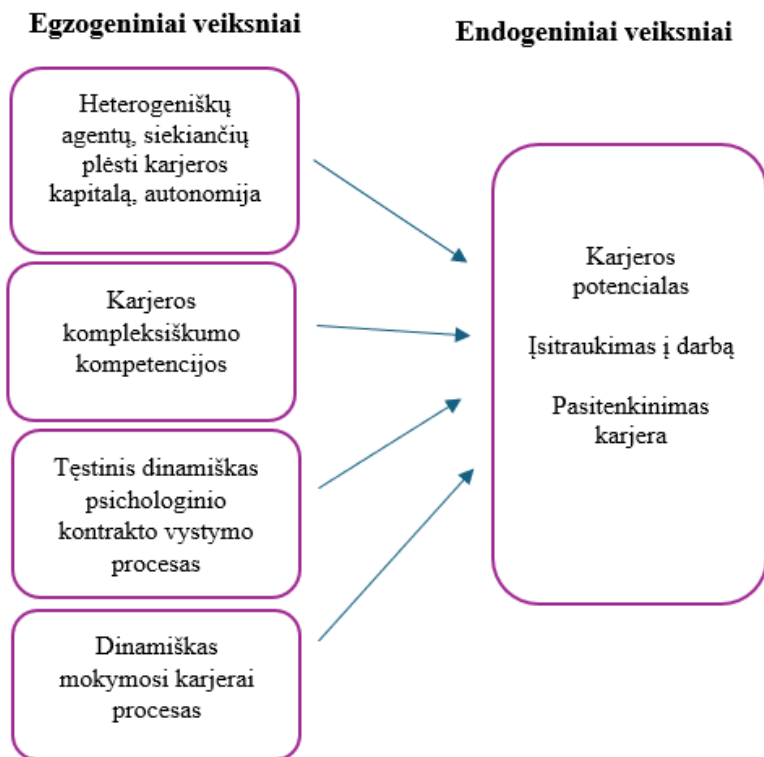 Egzogeniniai veiksniai
Endogeniniai veiksniai
Heterogeniškų
agentų, siekiančių
plėsti karjeros
kapitalą, autonomija
Karjeros
kompleksiškumo
kompetencijos
Tęstinis dinamiškas
psichologinio
kontrakto vystymo
procesas
Dinamiškas
mokymosi karjerai
procesas
Karjeros
potencialas
Įsitraukimas į darbą
Pasitenkinimas
karjera